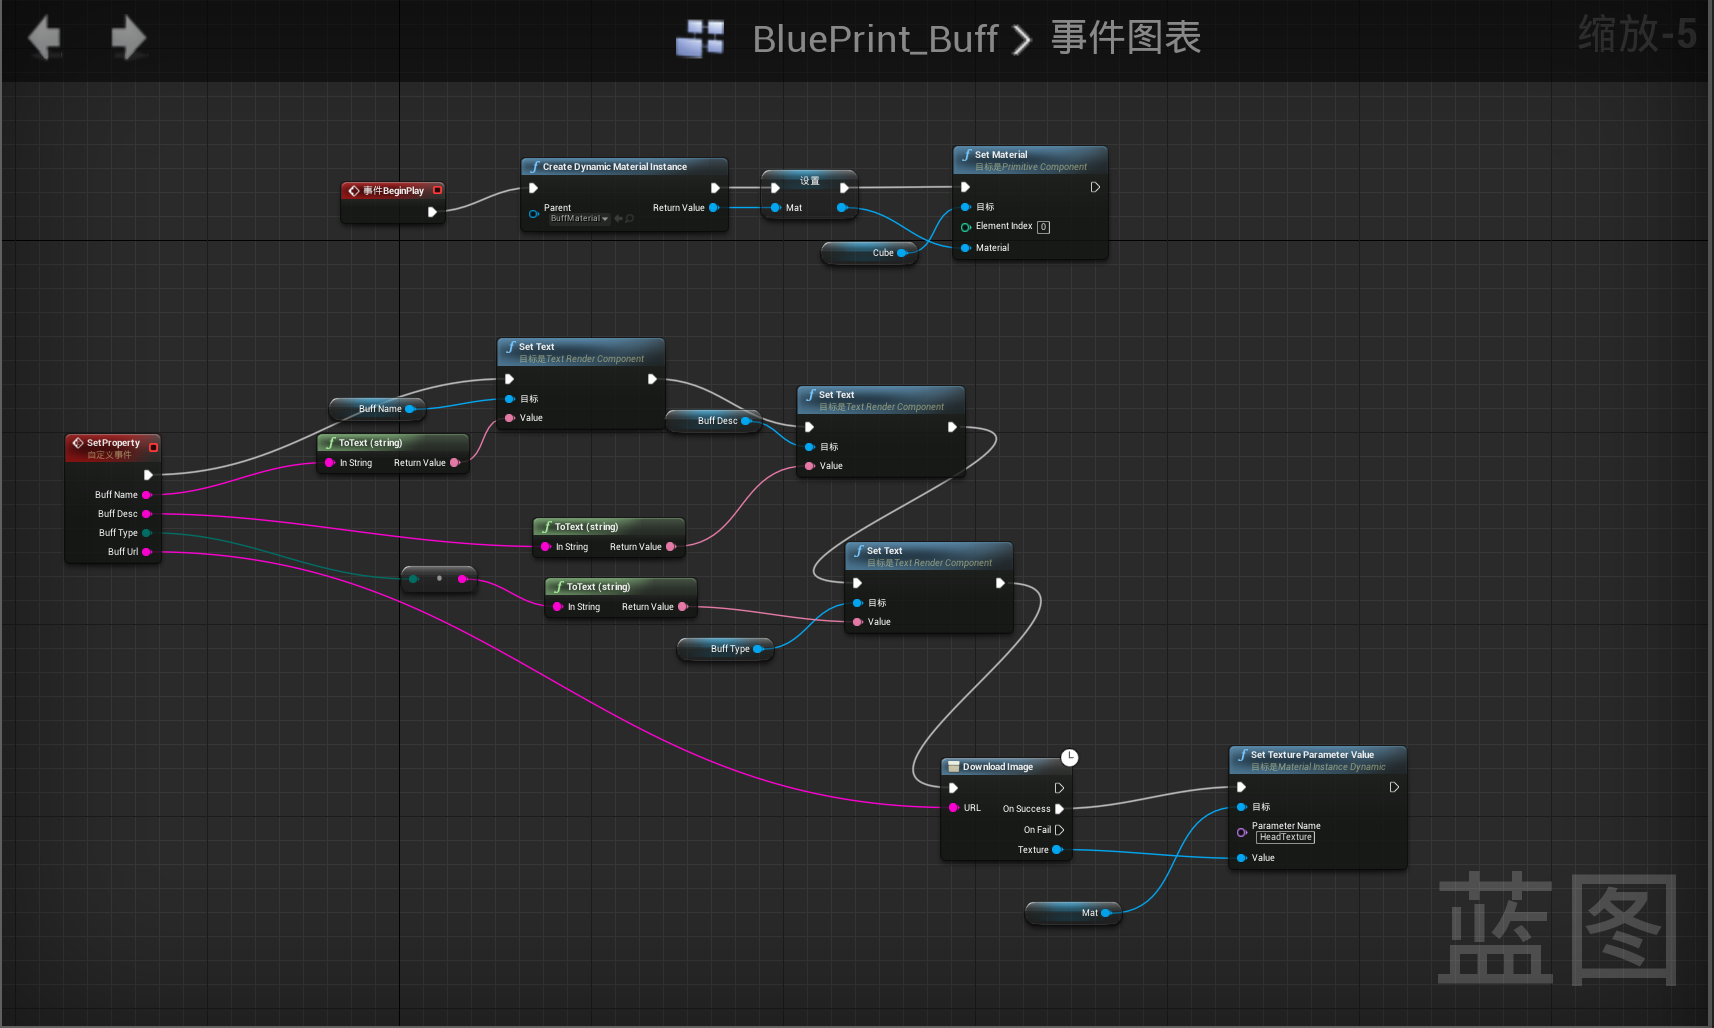 BluePrint_Buff > 事件图表
缩放-5
事件BeginPlay
Create Dynamic Material Instance
Parent
BuffMaterial
Return Value
设置
Mat
Cube
Set Material
目标是Primitive Component
目标
Element Index 0
Material
SetProperty
自定义事件
Buff Name
Buff Desc
Buff Type
Buff Url
Buff Name
ToText (string)
In String Return Value
Set Text
目标是Text Render Component
目标
Value
Buff Desc
Set Text
目标是Text Render Component
目标
Value
ToText (string)
In String Return Value
ToText (string)
In String Return Value
Buff Type
Set Text
目标是Text Render Component
目标
Value
Download Image
URL On Success
On Fail
Texture
Mat
Set Texture Parameter Value
目标是Material Instance Dynamic
目标
Parameter Name
HeadTexture
Value
蓝图